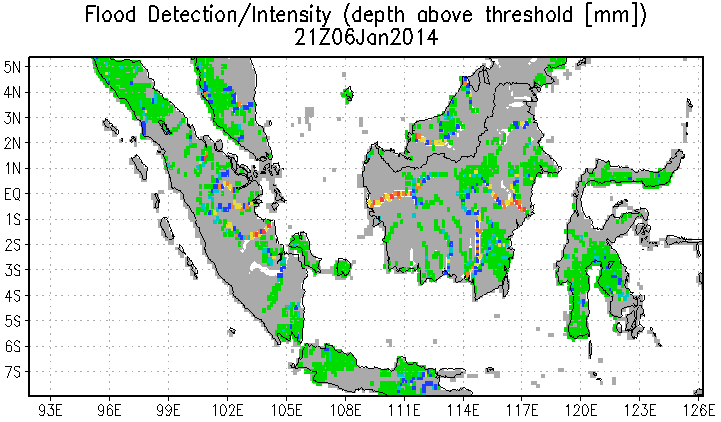 Flood Detection/Intensity (depth above threshold [mm])
21Z06Jan2014
5N
4N
3N
2N
1N
EQ
1S
2S
3S
4S
5S
6S
7S
93E 96E 99E 102E 105E 108E 111E 114E 117E 120E 123E 126E